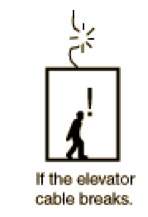 !
If the elevator
cable breaks.